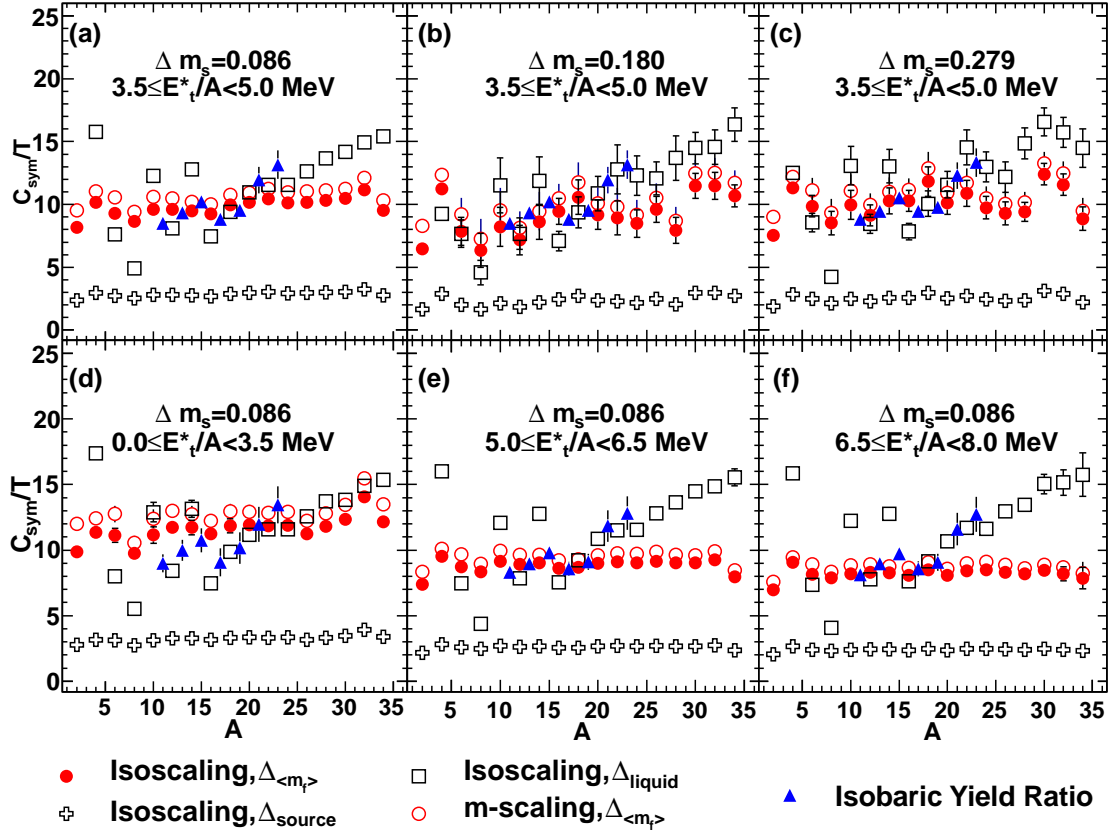 (a)
Δ m_s=0.086
3.5≤E*_t/A<5.0 MeV
(b)
Δ m_s=0.180
3.5≤E*_t/A<5.0 MeV
(c)
Δ m_s=0.279
3.5≤E*_t/A<5.0 MeV
25
20
15
10
5
0
C_sym/T
(d)
Δ m_s=0.086
0.0≤E*_t/A<3.5 MeV
(e)
Δ m_s=0.086
5.0≤E*_t/A<6.5 MeV
(f)
Δ m_s=0.086
6.5≤E*_t/A<8.0 MeV
25
20
15
10
5
0
C_sym/T
5 10 15 20 25 30
5 10 15 20 25 30
5 10 15 20 25 30 35
A
A
A
Isoscaling,Δ_<m_f>
Isoscaling,Δ_liquid
Isobaric Yield Ratio
Isoscaling,Δ_source
m-scaling,Δ_<m_f>